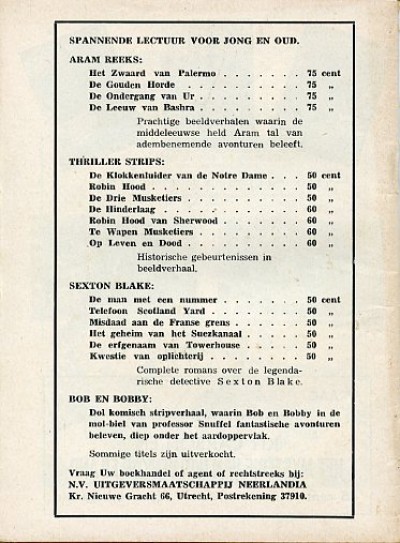 SPANNENDE LECTUUR VOOR JONG EN OUD.
ARAM REEKS:
Het Zwaard van Palermo . . . . . . . 75 cent
De Gouden Horde . . . . . . . . . 75 „
De Ondergang van Ur . . . . . . . . 75 „
De Leeuw van Bashra . . . . . . . . 75 „
Prachtige beeldverhalen waarin de
middeleeuwse held Aram tal van
adembenemende avonturen beleeft.
THRILLER STRIPS:
De Klokkenluider van de Notre Dame . . . 50 cent
Robin Hood . . . . . . . . . . . 50 „
De Drie Musketiers . . . . . . . . 50 „
De Hinderlaag . . . . . . . . . . 60 „
Robin Hood van Sherwood . . . . . . 60 „
Te Wapen Musketiers . . . . . . . . 60 „
Op Leven en Dood . . . . . . . . . 60 „
Historische gebeurtenissen in
beeldverhaal.
SEXTON BLAKE:
De man met een nummer . . . . . . . 50 cent
Telefoon Scotland Yard . . . . . . . 50 „
Misdaad aan de Franse grens . . . . . 50 „
Het geheim van het Suezkanaal . . . . 50 „
De erfgenaam van Towerhouse . . . . . 50 „
Kwestie van oplichterij . . . . . . . 50 „
Complete romans over de legenda-
rische detective Sexton Blake.
BOB EN BOBBY:
Dol komisch stripverhaal, waarin Bob en Bobby in de
mol-biel van professor Snuffel fantastische avonturen
beleven, diep onder het aardoppervlak.
Sommige titels zijn uitverkocht.
Vraag Uw boekhandel of agent of rechtstreeks bij:
N.V. UITGEVERSMAATSCHAPPIJ NEERLANDIA
Kr. Nieuwe Gracht 66, Utrecht, Postrekening 37910.